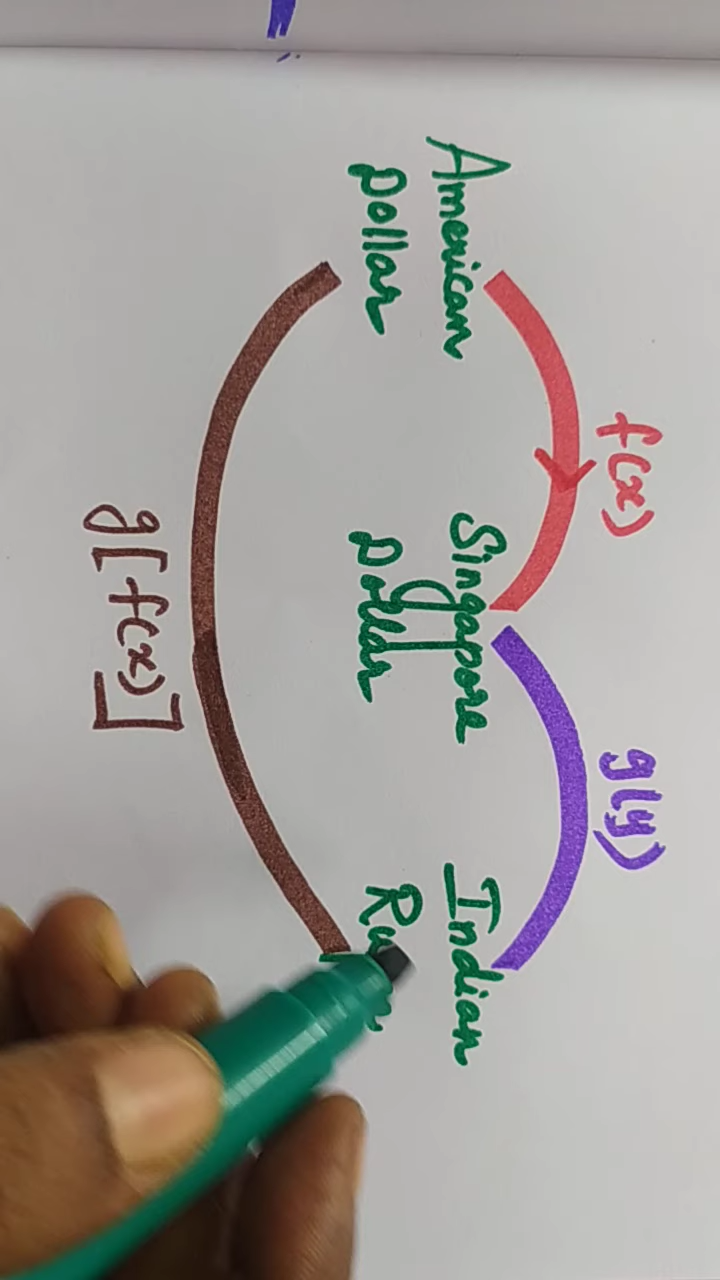 f(x)
g(y)
American
Dollar
Singapore
Dollar
Indian
g[f(x)]